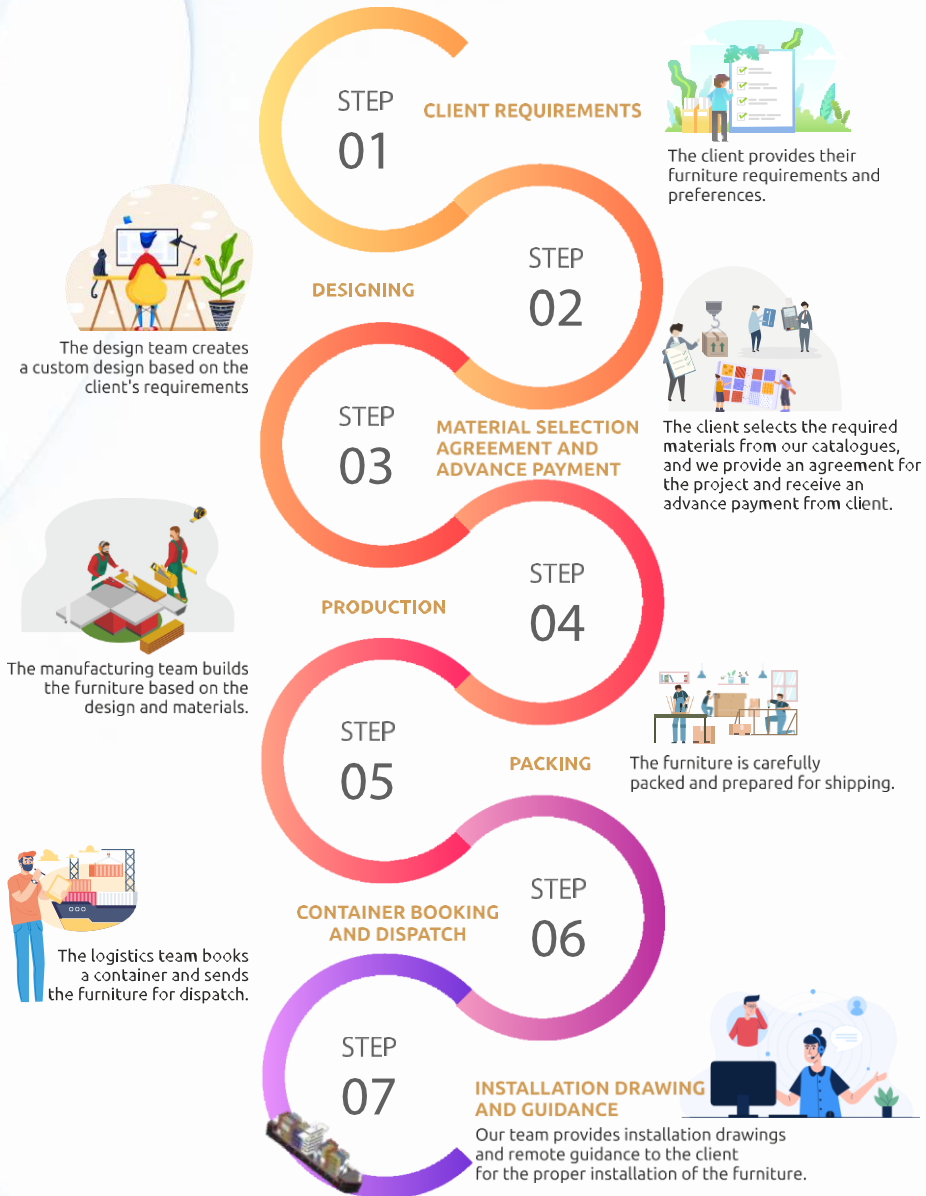 STEP
01
CLIENT REQUIREMENTS
The client provides their
furniture requirements and
preferences.
STEP
02
DESIGNING
The design team creates
a custom design based on the
client's requirements
STEP
03
MATERIAL SELECTION
AGREEMENT AND
ADVANCE PAYMENT
The client selects the required
materials from our catalogues,
and we provide an agreement for
the project and receive an
advance payment from client.
STEP
04
PRODUCTION
The manufacturing team builds
the furniture based on the
design and materials.
STEP
05
PACKING
The furniture is carefully
packed and prepared for shipping.
STEP
06
CONTAINER BOOKING
AND DISPATCH
The logistics team books
a container and sends
the furniture for dispatch.
STEP
07
INSTALLATION DRAWING
AND GUIDANCE
Our team provides installation drawings
and remote guidance to the client
for the proper installation of the furniture.